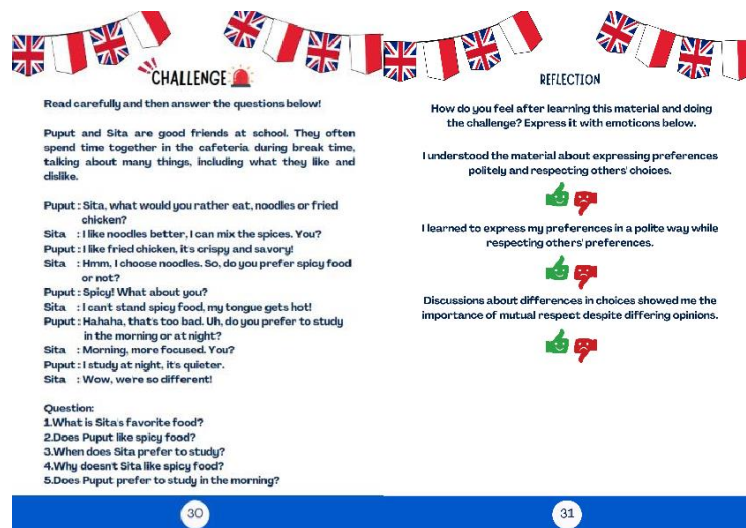 CHALLENGE
Read carefully and then answer the questions below!
Puput and Sita are good friends at school. They often
spend time together in the cafeteria during break time,
talking about many things, including what they like and
dislike.
Puput : Sita, what would you rather eat, noodles or fried
chicken?
Sita : I like noodles better, I can mix the spices. You?
Puput : I like fried chicken, it's crispy and savory!
Sita : Hmm, I choose noodles. So, do you prefer spicy food
or not?
Puput : Spicy! What about you?
Sita : I can't stand spicy food, my tongue gets hot!
Puput : Hahaha, that's too bad. Uh, do you prefer to study
in the morning or at night?
Sita : Morning, more focused. You?
Puput : I study at night, it's quieter.
Sita : Wow, we're so different!
Question:
1.What is Sita's favorite food?
2.Does Puput like spicy food?
3.When does Sita prefer to study?
4.Why doesn't Sita like spicy food?
5.Does Puput prefer to study in the morning?
30
REFLECTION
How do you feel after learning this material and doing
the challenge? Express it with emoticons below.
I understood the material about expressing preferences
politely and respecting others' choices.
I learned to express my preferences in a polite way while
respecting others' preferences.
Discussions about differences in choices showed me the
importance of mutual respect despite differing opinions.
31